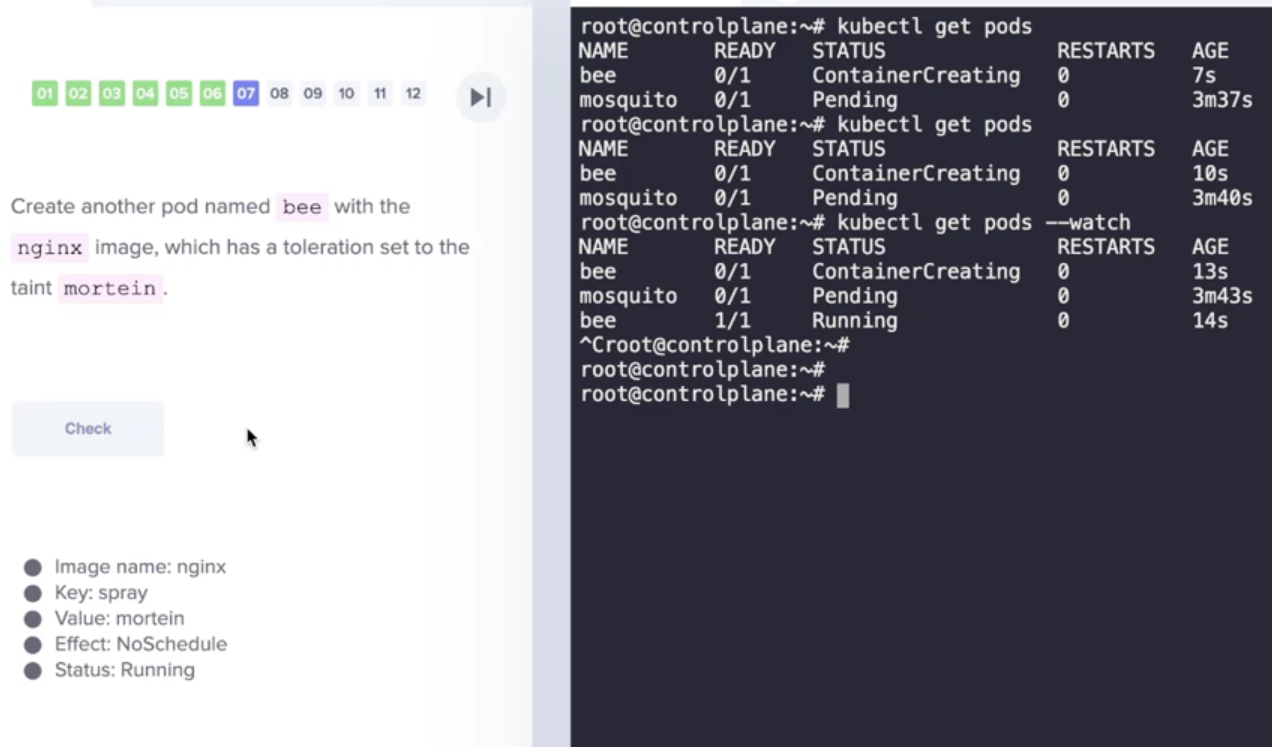 01 02 03 04 05 06 07 08 09 10 11 12
Create another pod named bee with the
nginx image, which has a toleration set to the
taint mortein.
Check
Image name: nginx
Key: spray
Value: mortein
Effect: NoSchedule
Status: Running
root@controlplane:~# kubectl get pods
NAME READY STATUS RESTARTS AGE
bee 0/1 ContainerCreating 0 7s
mosquito 0/1 Pending 0 3m37s
root@controlplane:~# kubectl get pods
NAME READY STATUS RESTARTS AGE
bee 0/1 ContainerCreating 0 10s
mosquito 0/1 Pending 0 3m40s
root@controlplane:~# kubectl get pods --watch
NAME READY STATUS RESTARTS AGE
bee 0/1 ContainerCreating 0 13s
mosquito 0/1 Pending 0 3m43s
bee 1/1 Running 0 14s
^Croot@controlplane:~#
root@controlplane:~#
root@controlplane:~#